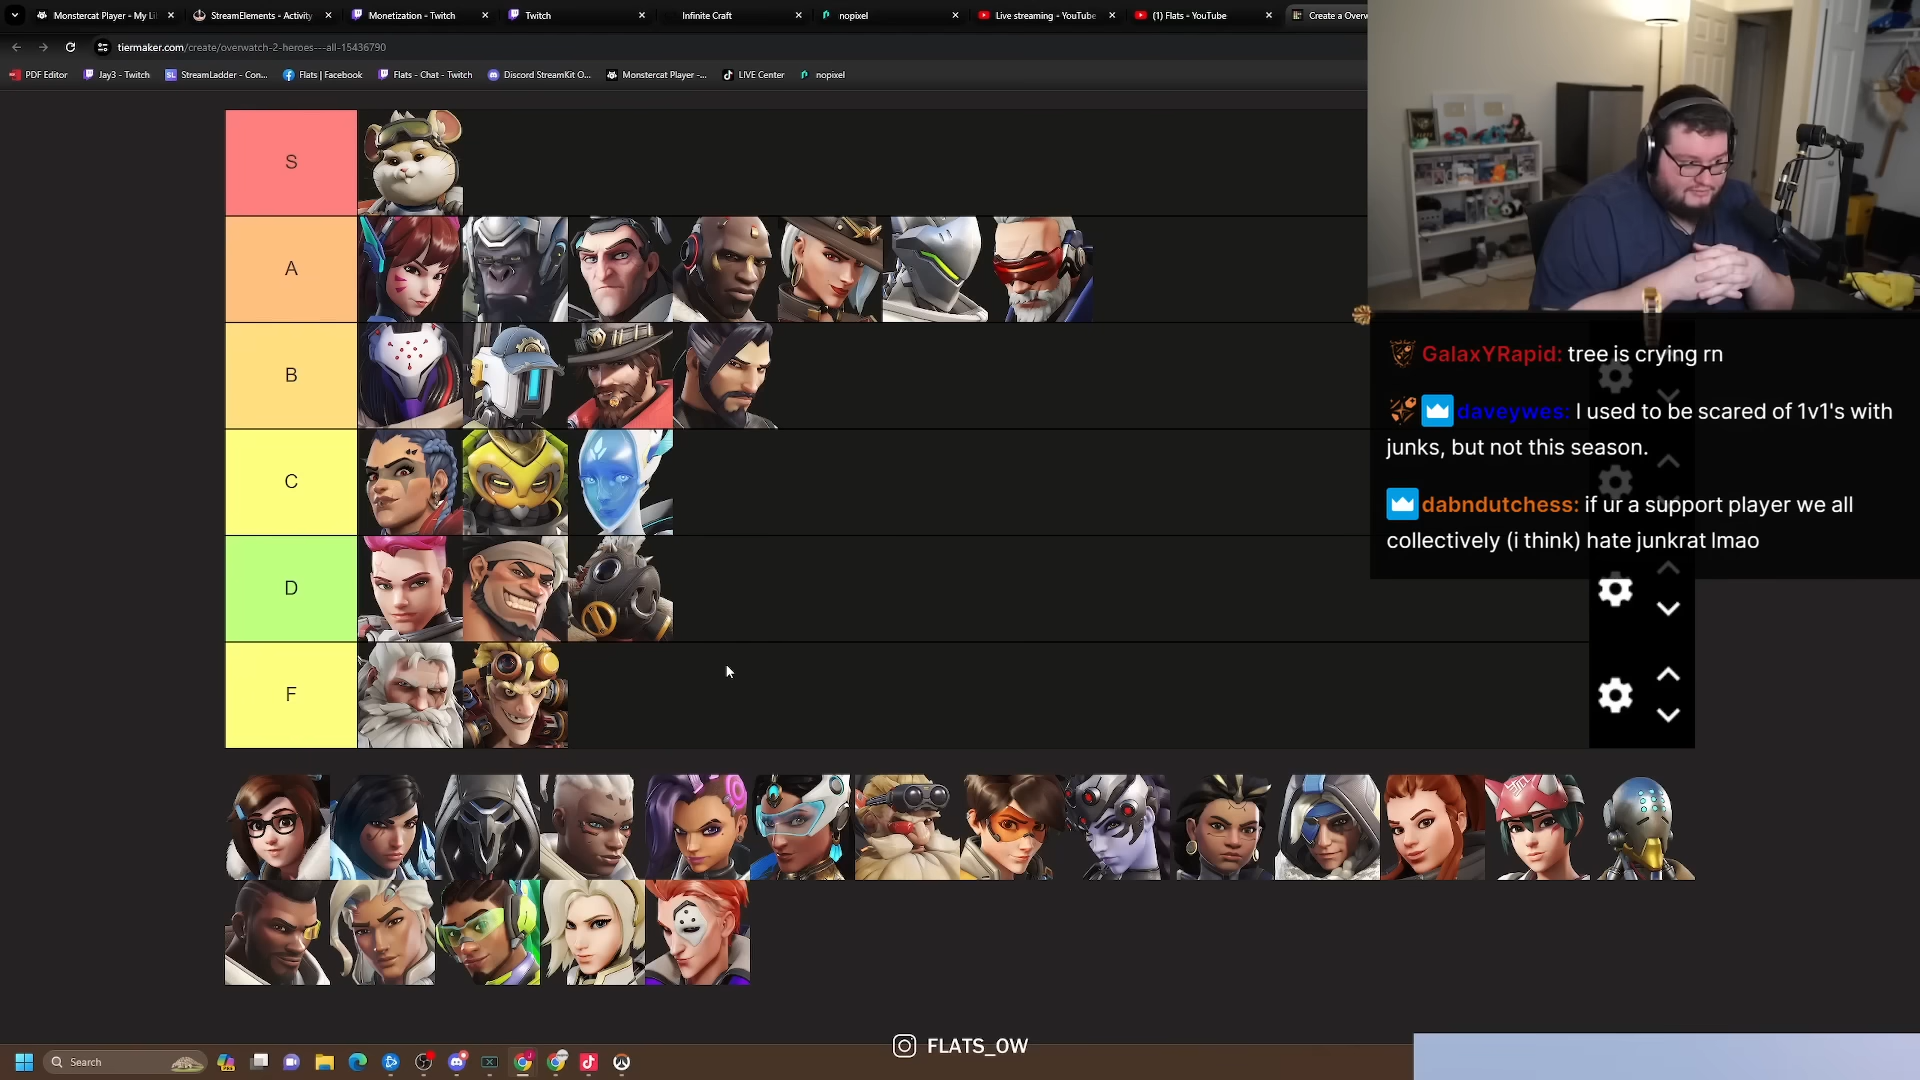 Monstercat Player - My Li
StreamElements - Activity
Monetization - Twitch
Twitch
Infinite Craft
nopixel
Live streaming - YouTube
(1) Flats - YouTube
Create a Overw
tiermaker.com/create/overwatch-2-heroes---all-15436790
PDF Editor
Jay3 - Twitch
SL StreamLadder - Con...
Flats | Facebook
Flats - Chat - Twitch
Discord StreamKit O...
Monstercat Player -...
LIVE Center
nopixel
S
A
B
C
D
F
GalaxYRapid: tree is crying rn
daveywes: I used to be scared of 1v1's with
junks, but not this season.
dabndutchess: if ur a support player we all
collectively (i think) hate junkrat lmao
FLATS_OW
Search